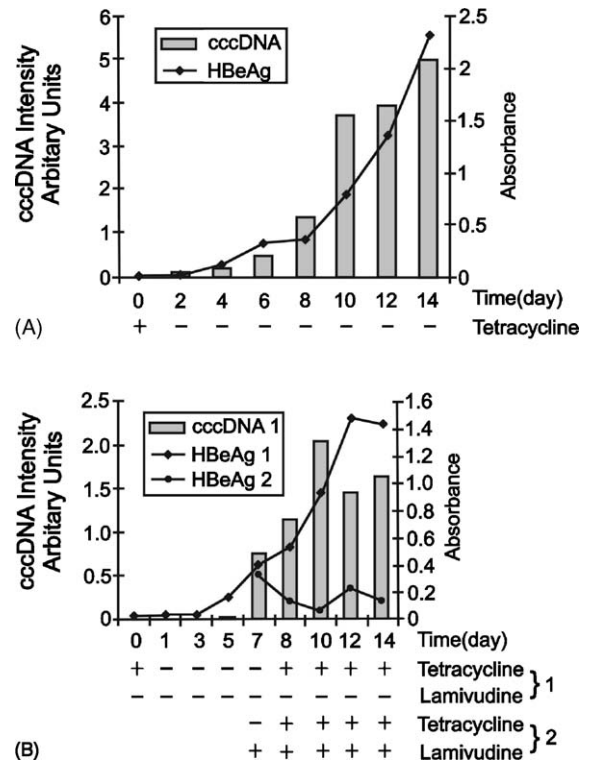 cccDNA Intensity
Arbitary Units
6
5
4
3
2
1
0
cccDNA
HBeAg
2.5
2
1.5
1
0.5
0
Absorbance
0 2 4 6 8 10 12 14 Time(day)
+ − − − − − − − Tetracycline
(A)
cccDNA Intensity
Arbitary Units
2.5
2.0
1.5
1.0
0.5
0
cccDNA 1
HBeAg 1
HBeAg 2
1.6
1.4
1.2
1.0
0.8
0.6
0.4
0.2
0
Absorbance
0 1 3 5 7 8 10 12 14 Time(day)
+ − − − − + + + + Tetracycline
− − − − − − − − − Lamivudine
} 1
− + + + + Tetracycline
+ + + + + Lamivudine
} 2
(B)